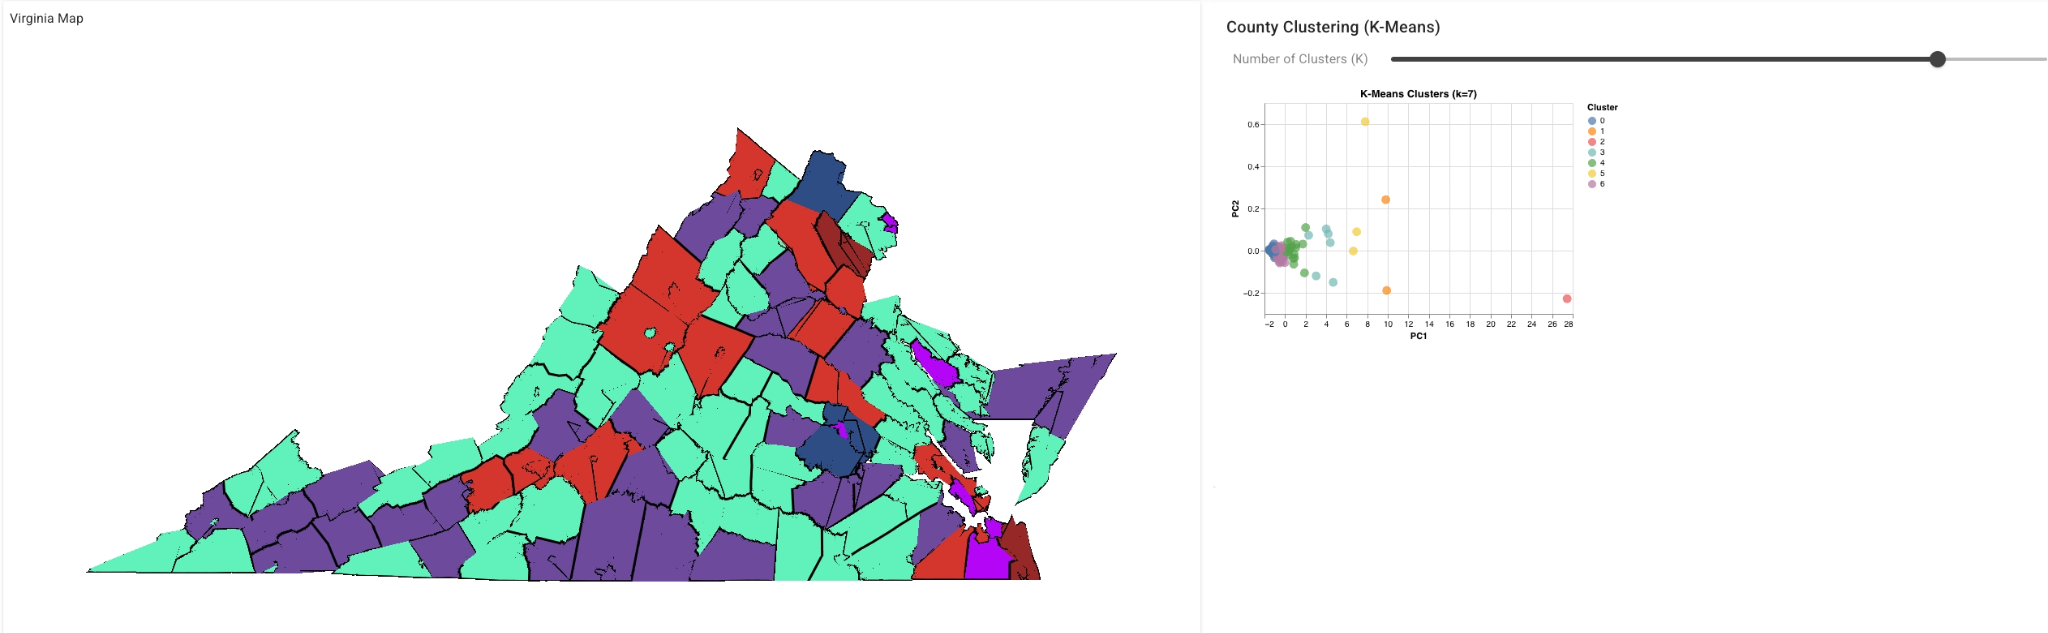 Virginia Map
County Clustering (K-Means)
Number of Clusters (K)
K-Means Clusters (k=7)
Cluster
0
1
2
3
4
5
6
PC2
0.6
0.4
0.2
0.0
−0.2
−2 0 2 4 6 8 10 12 14 16 18 20 22 24 26 28
PC1